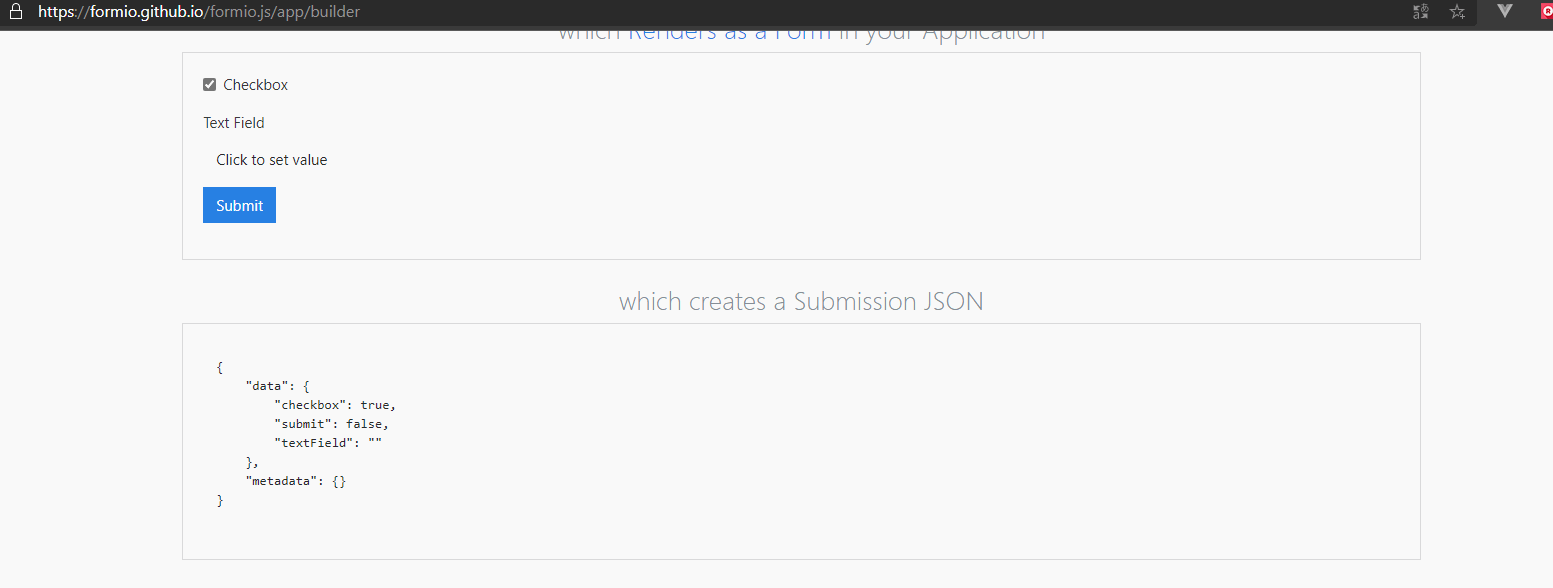 https://formio.github.io/formio.js/app/builder
which Renders as a Form in your Application
Checkbox
Text Field
Click to set value
Submit
which creates a Submission JSON
{
    "data": {
        "checkbox": true,
        "submit": false,
        "textField": ""
    },
    "metadata": {}
}